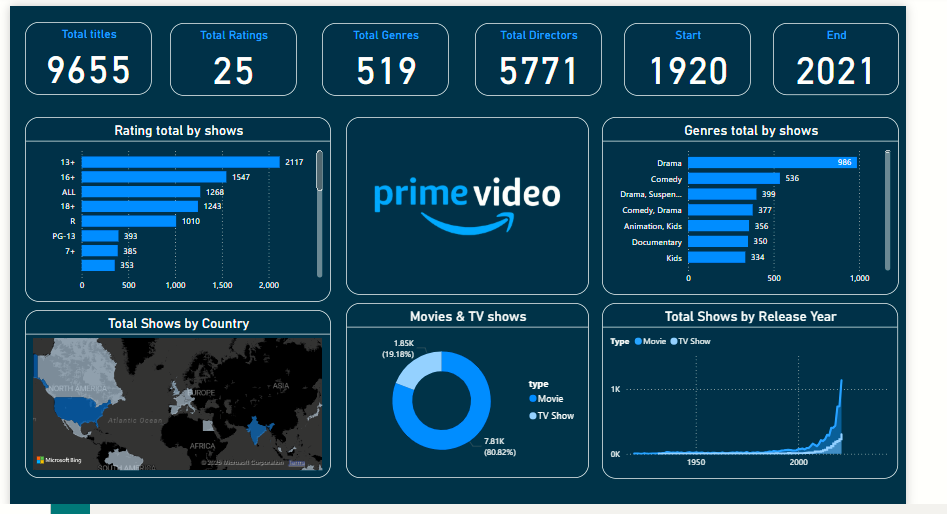 Total titles
9655
Total Ratings
25
Total Genres
519
Total Directors
5771
Start
1920
End
2021
Rating total by shows
13+ 2117
16+ 1547
ALL 1268
18+ 1243
R 1010
PG-13 393
7+ 385
353
0 500 1,000 1,500 2,000
prime video
Genres total by shows
Drama 986
Comedy 536
Drama, Suspen... 399
Comedy, Drama 377
Animation, Kids 356
Documentary 350
Kids 334
0 500 1,000
Total Shows by Country
NORTH AMERICA
EUROPE
ASIA
Atlantic Ocean
AFRICA
SOUTH AMERICA
Microsoft Bing
© 2025 Microsoft Corporation Terms
Movies & TV shows
1.85K
(19.18%)
type
Movie
TV Show
7.81K
(80.82%)
Total Shows by Release Year
Type Movie TV Show
1K
0K
1950 2000